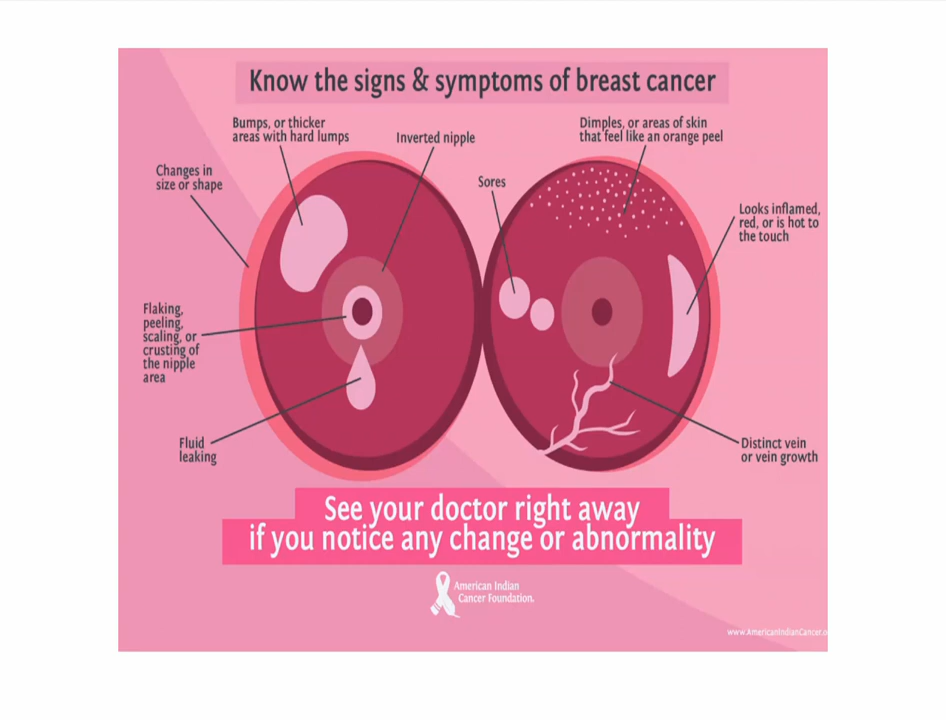 Know the signs & symptoms of breast cancer
Bumps, or thicker
areas with hard lumps
Inverted nipple
Dimples, or areas of skin
that feel like an orange peel
Changes in
size or shape
Sores
Looks inflamed,
red, or is hot to
the touch
Flaking,
peeling,
scaling, or
crusting of
the nipple
area
Fluid
leaking
Distinct vein
or vein growth
See your doctor right away
if you notice any change or abnormality
American Indian
Cancer Foundation.
www.AmericanIndianCancer.o